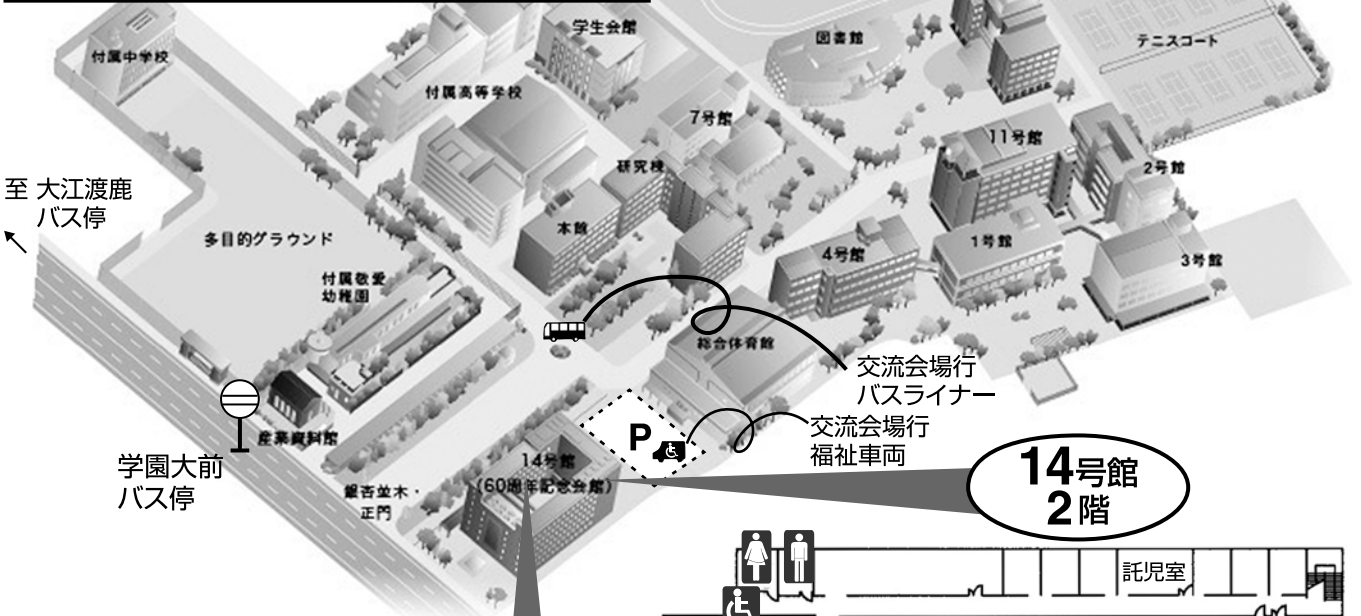 付属中学校
学生会館
図書館
テニスコート
付属高等学校
7号館
11号館
2号館
研究棟
至 大江渡鹿
バス停
本館
多目的グラウンド
4号館
1号館
3号館
付属敬愛
幼稚園
総合体育館
交流会場行
バスライナー
交流会場行
福祉車両
P
産業資料館
学園大前
バス停
14号館
(60周年記念会館)
銀杏並木・
正門
14号館
2階
託児室